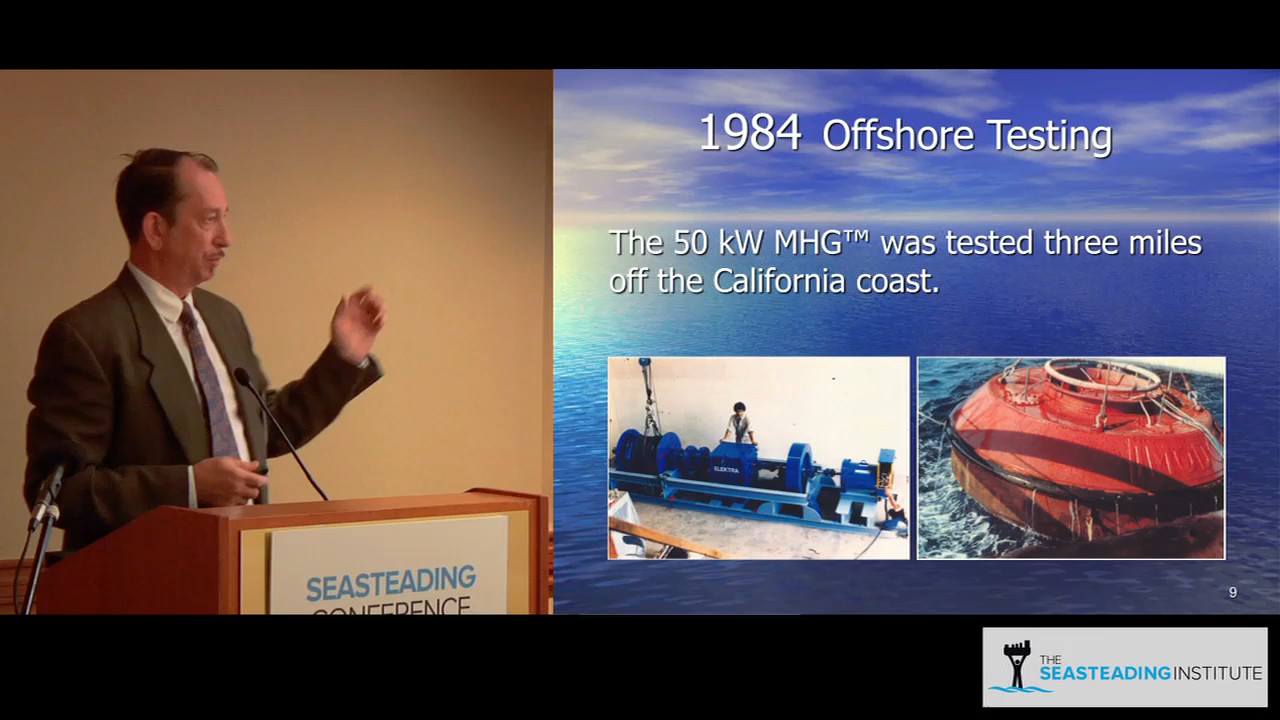 1984 Offshore Testing
The 50 kW MHG™ was tested three miles
off the California coast.
ELEKTRA
9
SEASTEADING
CONFERENCE
THE
SEASTEADINGINSTITUTE